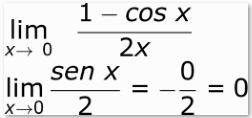 lim x→ 0 1 − cos x / 2x
lim x→0 sen x / 2 = − 0 / 2 = 0